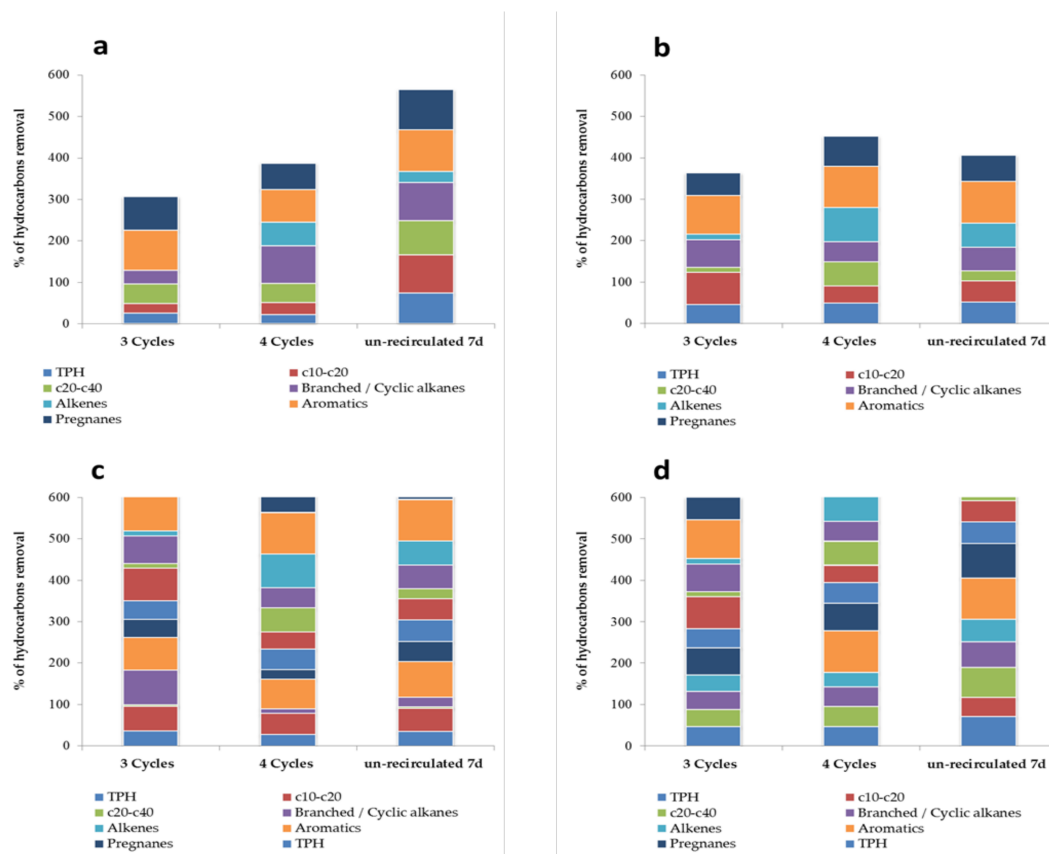 a
% of hydrocarbons removal
600
500
400
300
200
100
0
3 Cycles 4 Cycles un-recirculated 7d
TPH c10-c20
c20-c40 Branched / Cyclic alkanes
Alkenes Aromatics
Pregnanes
b
% of hydrocarbons removal
600
500
400
300
200
100
0
3 Cycles 4 Cycles un-recirculated 7d
TPH c10-c20
c20-c40 Branched / Cyclic alkanes
Alkenes Aromatics
Pregnanes
c
% of hydrocarbons removal
600
500
400
300
200
100
0
3 Cycles 4 Cycles un-recirculated 7d
TPH c10-c20
c20-c40 Branched / Cyclic alkanes
Alkenes Aromatics
Pregnanes TPH
d
% of hydrocarbons removal
600
500
400
300
200
100
0
3 Cycles 4 Cycles un-recirculated 7d
TPH c10-c20
c20-c40 Branched / Cyclic alkanes
Alkenes Aromatics
Pregnanes TPH